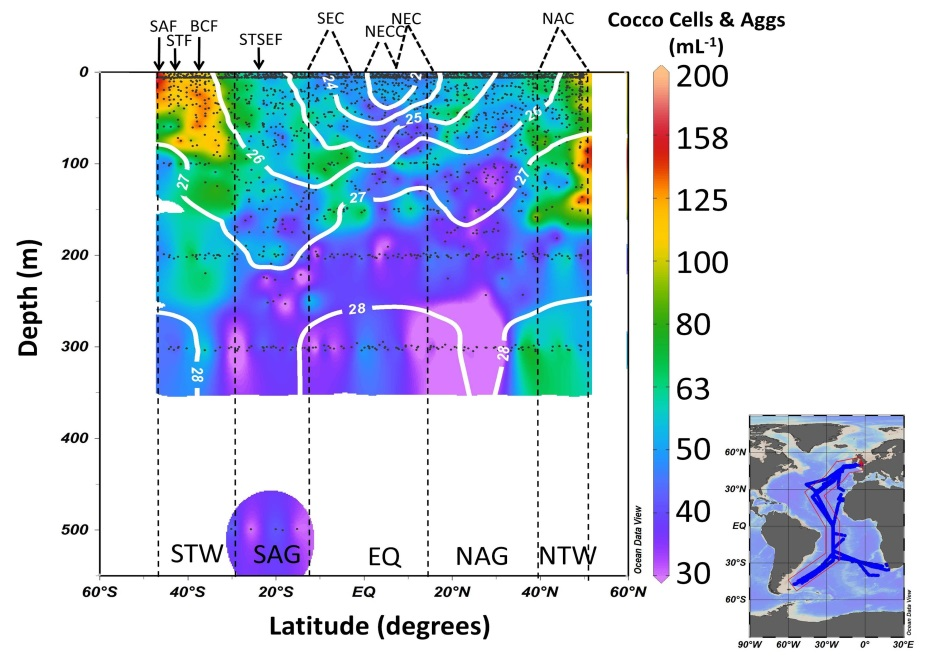 SAF BCF
STF
STSEF
SEC
NEC
NECC
NAC
Cocco Cells & Aggs
(mL-1)
0
100
200
300
400
500
Depth (m)
24
2
25
26
26
27
27
27
28
28
28
STW
SAG
EQ
NAG
NTW
Ocean Data View
60°S
40°S
20°S
EQ
20°N
40°N
60°N
Latitude (degrees)
200
158
125
100
80
63
50
40
30
60°N
30°N
EQ
30°S
60°S
90°W
60°W
30°W
0°
30°E
Ocean Data View